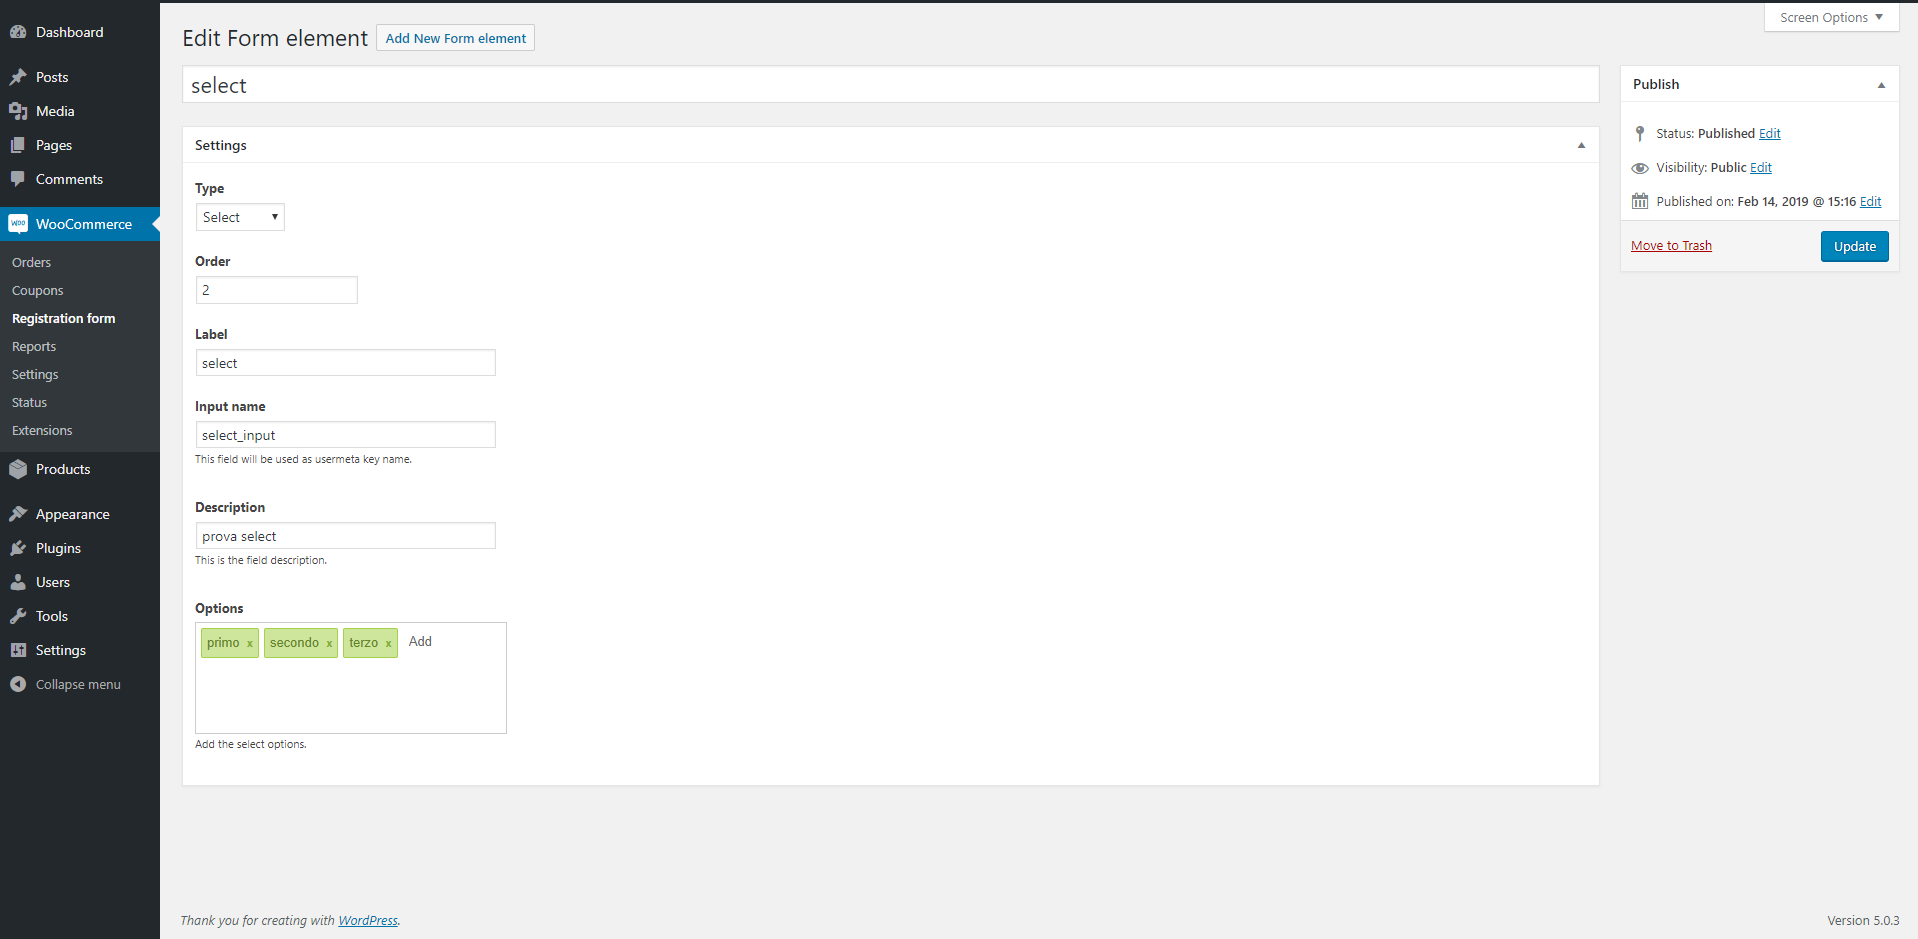 Dashboard
Posts
Media
Pages
Comments
WooCommerce
Orders
Coupons
Registration form
Reports
Settings
Status
Extensions
Products
Appearance
Plugins
Users
Tools
Settings
Collapse menu
Screen Options
Edit Form element
Add New Form element
select
Settings
Type
Select
Order
2
Label
select
Input name
select_input
This field will be used as usermeta key name.
Description
prova select
This is the field description.
Options
primo x secondo x terzo x Add
Add the select options.
Publish
Status: Published Edit
Visibility: Public Edit
Published on: Feb 14, 2019 @ 15:16 Edit
Move to Trash
Update
Thank you for creating with WordPress.
Version 5.0.3